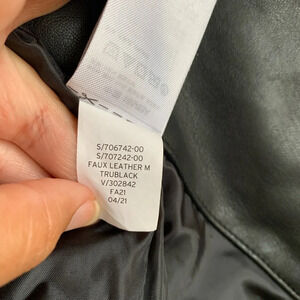 S/706742-00
S/707242-00
FAUX LEATHER M
TRUBLACK
V/302842
FA21
04/21